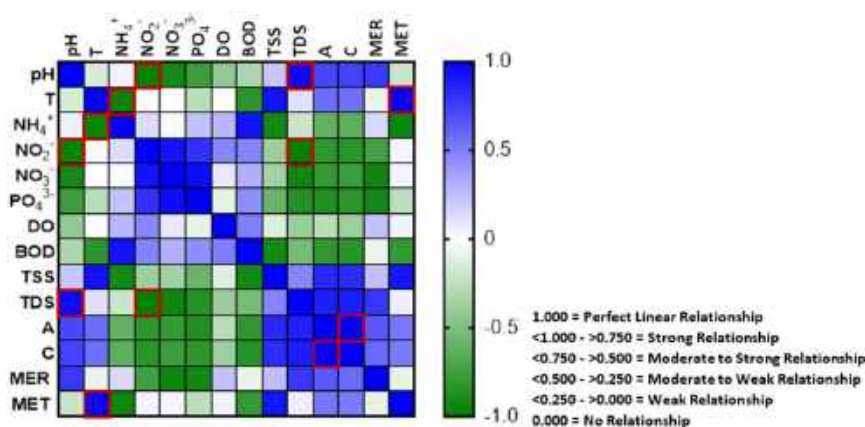 pH T NH4+ NO2- NO3- PO4 DO BOD TSS TDS A C MER MET
pH
T
NH4+
NO2-
NO3-
PO4 3-
DO
BOD
TSS
TDS
A
C
MER
MET
1.0
0.5
0
-0.5
-1.0
1.000 = Perfect Linear Relationship
<1.000 - >0.750 = Strong Relationship
<0.750 - >0.500 = Moderate to Strong Relationship
<0.500 - >0.250 = Moderate to Weak Relationship
<0.250 - >0.000 = Weak Relationship
0.000 = No Relationship